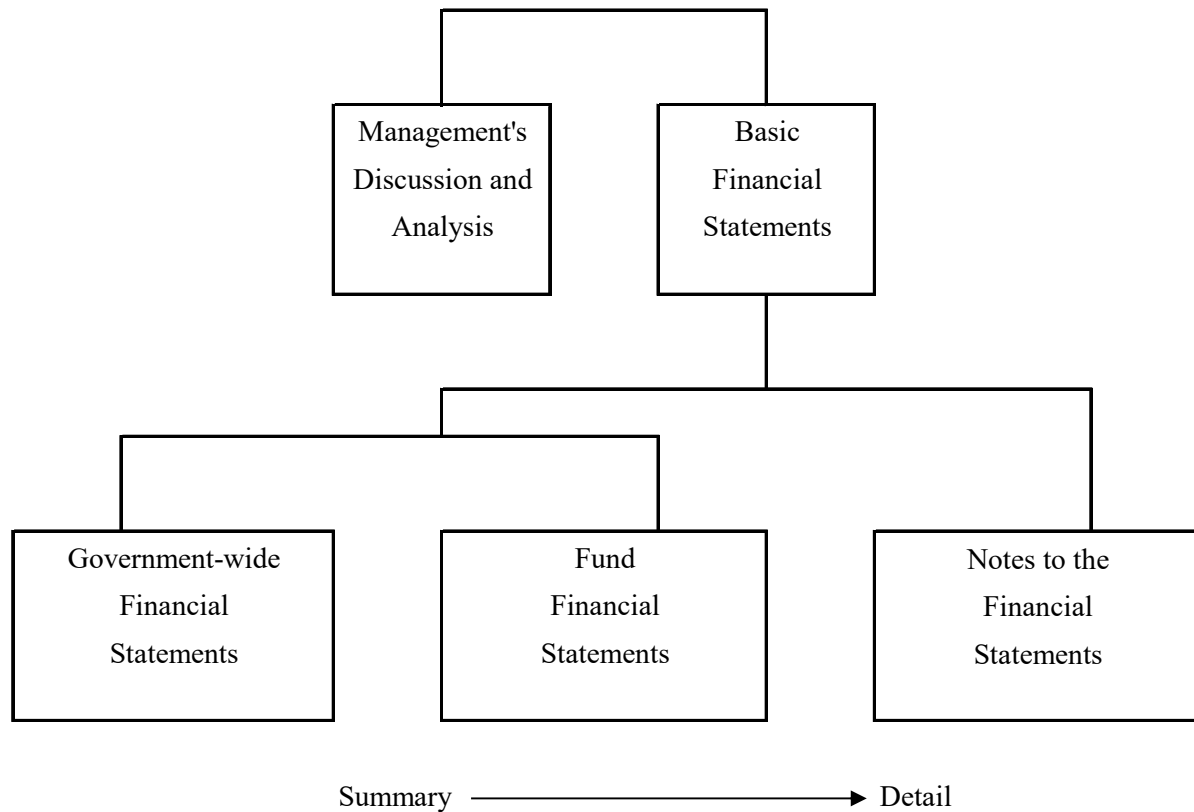 Management's
Discussion and
Analysis
Basic
Financial
Statements
Government-wide
Financial
Statements
Fund
Financial
Statements
Notes to the
Financial
Statements
Summary
Detail